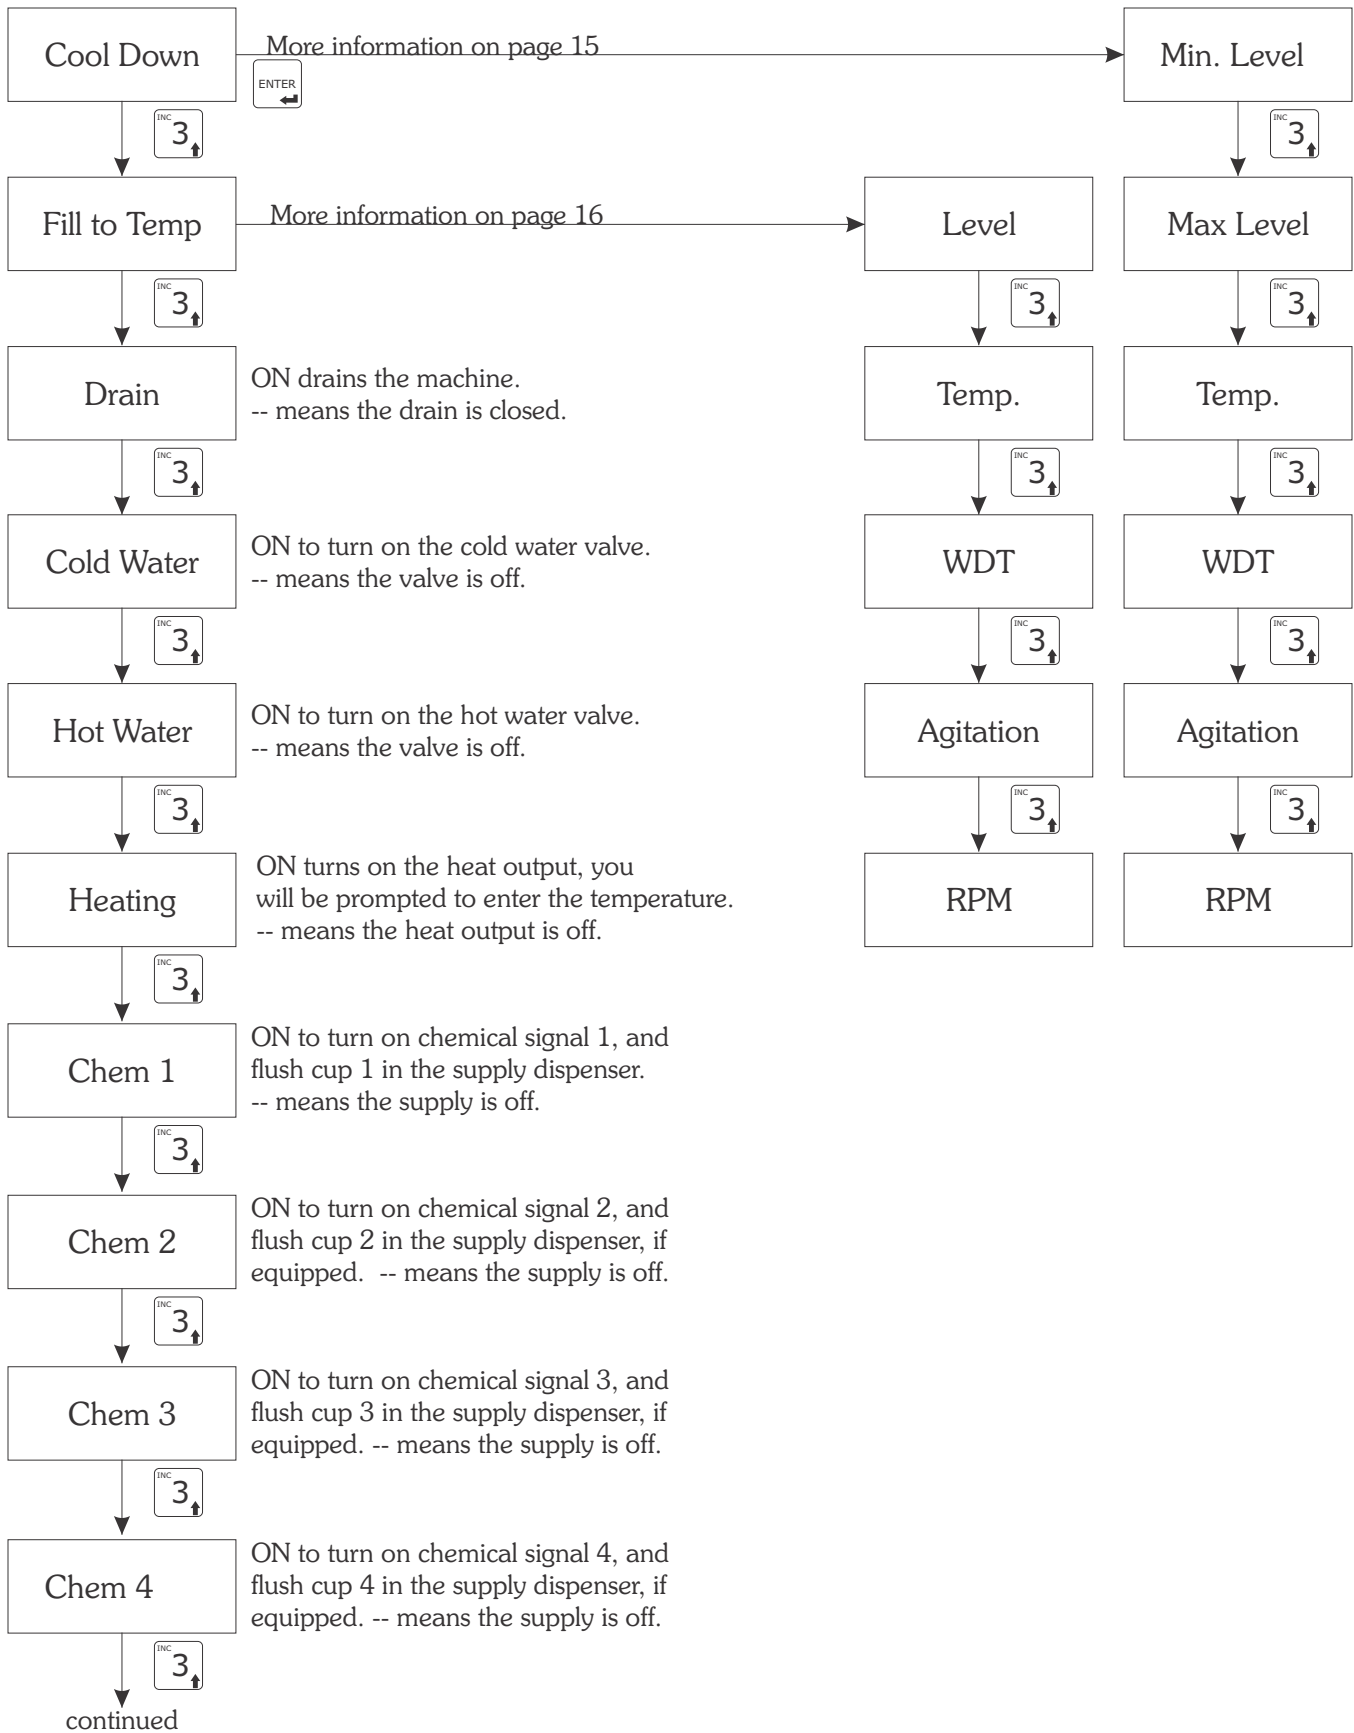 Cool Down
More information on page 15
ENTER
Min. Level
INC
3
INC
3
Fill to Temp
More information on page 16
Level
Max Level
INC
3
INC
3
INC
3
Drain
ON drains the machine.
-- means the drain is closed.
Temp.
Temp.
INC
3
INC
3
INC
3
Cold Water
ON to turn on the cold water valve.
-- means the valve is off.
WDT
WDT
INC
3
INC
3
INC
3
Hot Water
ON to turn on the hot water valve.
-- means the valve is off.
Agitation
Agitation
INC
3
INC
3
INC
3
Heating
ON turns on the heat output, you
will be prompted to enter the temperature.
-- means the heat output is off.
RPM
RPM
INC
3
Chem 1
ON to turn on chemical signal 1, and
flush cup 1 in the supply dispenser.
-- means the supply is off.
INC
3
Chem 2
ON to turn on chemical signal 2, and
flush cup 2 in the supply dispenser, if
equipped.  -- means the supply is off.
INC
3
Chem 3
ON to turn on chemical signal 3, and
flush cup 3 in the supply dispenser, if
equipped. -- means the supply is off.
INC
3
Chem 4
ON to turn on chemical signal 4, and
flush cup 4 in the supply dispenser, if
equipped. -- means the supply is off.
INC
3
continued